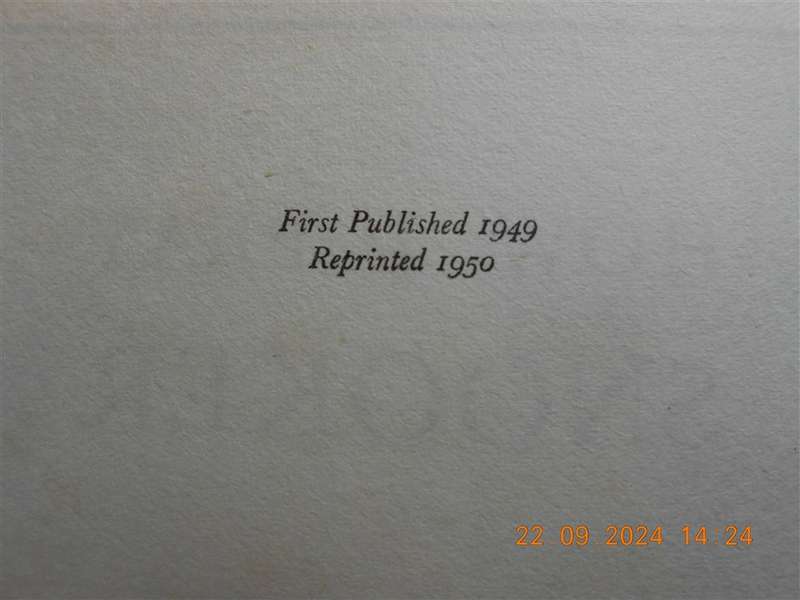 First Published 1949
Reprinted 1950
22 09 2024 14:24